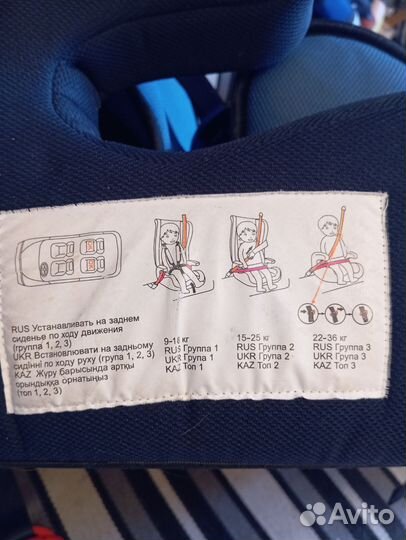 RUS Устанавливать на заднем
сиденье по ходу движения
(группа 1, 2, 3)
UKR Встановлювати на задньому
сидінні по ходу руху (група 1, 2, 3)
KAZ Жүру барысында артқы
орындыққа орнатыңыз
(топ 1, 2, 3)
9-18 кг
RUS Группа 1
UKR Група 1
KAZ Топ 1
15-25 кг
RUS Группа 2
UKR Група 2
KAZ Топ 2
22-36 кг
RUS Группа 3
UKR Група 3
KAZ Топ 3
Avito